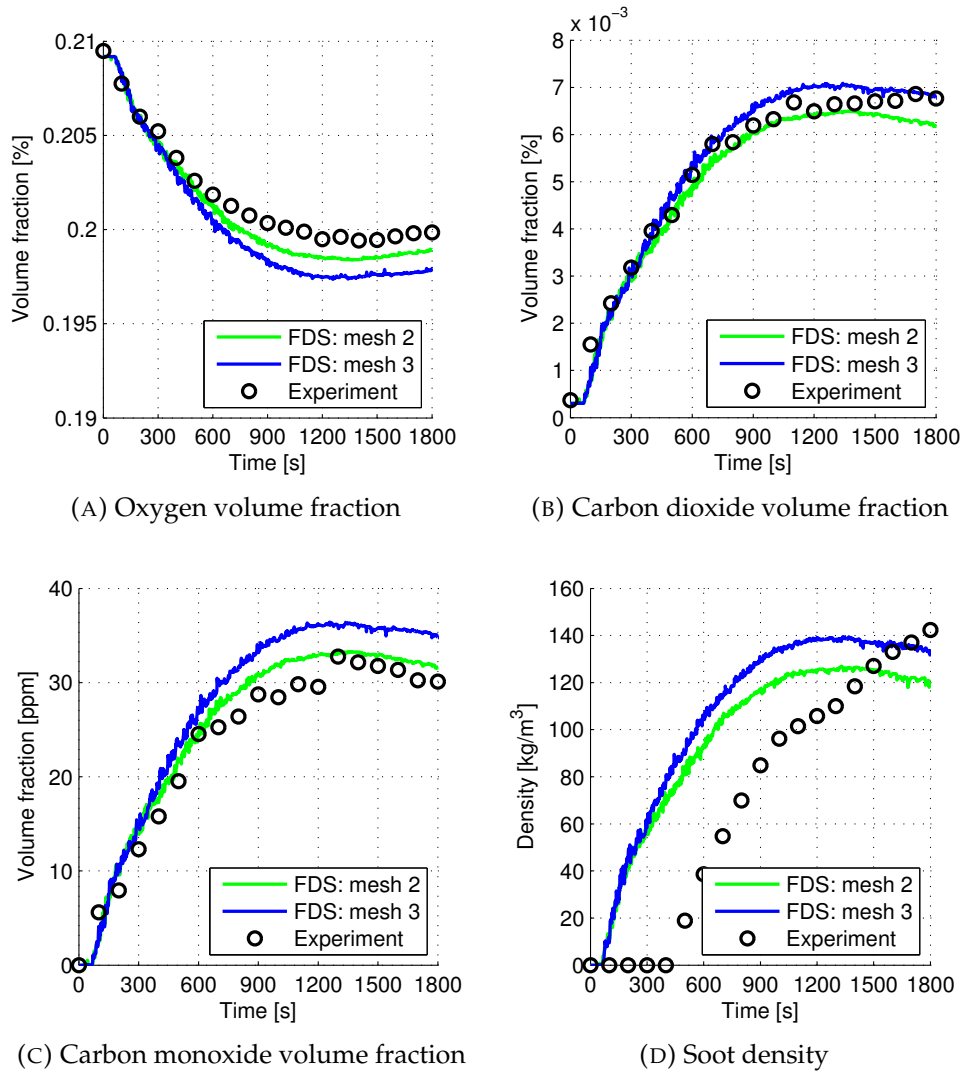 0.21
0.205
0.2
0.195
0.19
Volume fraction [%]
0 300 600 900 1200 1500 1800
Time [s]
FDS: mesh 2
FDS: mesh 3
Experiment
(A) Oxygen volume fraction
x 10⁻³
8
7
6
5
4
3
2
1
0
Volume fraction [%]
0 300 600 900 1200 1500 1800
Time [s]
FDS: mesh 2
FDS: mesh 3
Experiment
(B) Carbon dioxide volume fraction
40
30
20
10
0
Volume fraction [ppm]
0 300 600 900 1200 1500 1800
Time [s]
FDS: mesh 2
FDS: mesh 3
Experiment
(C) Carbon monoxide volume fraction
160
140
120
100
80
60
40
20
0
Density [kg/m³]
0 300 600 900 1200 1500 1800
Time [s]
FDS: mesh 2
FDS: mesh 3
Experiment
(D) Soot density